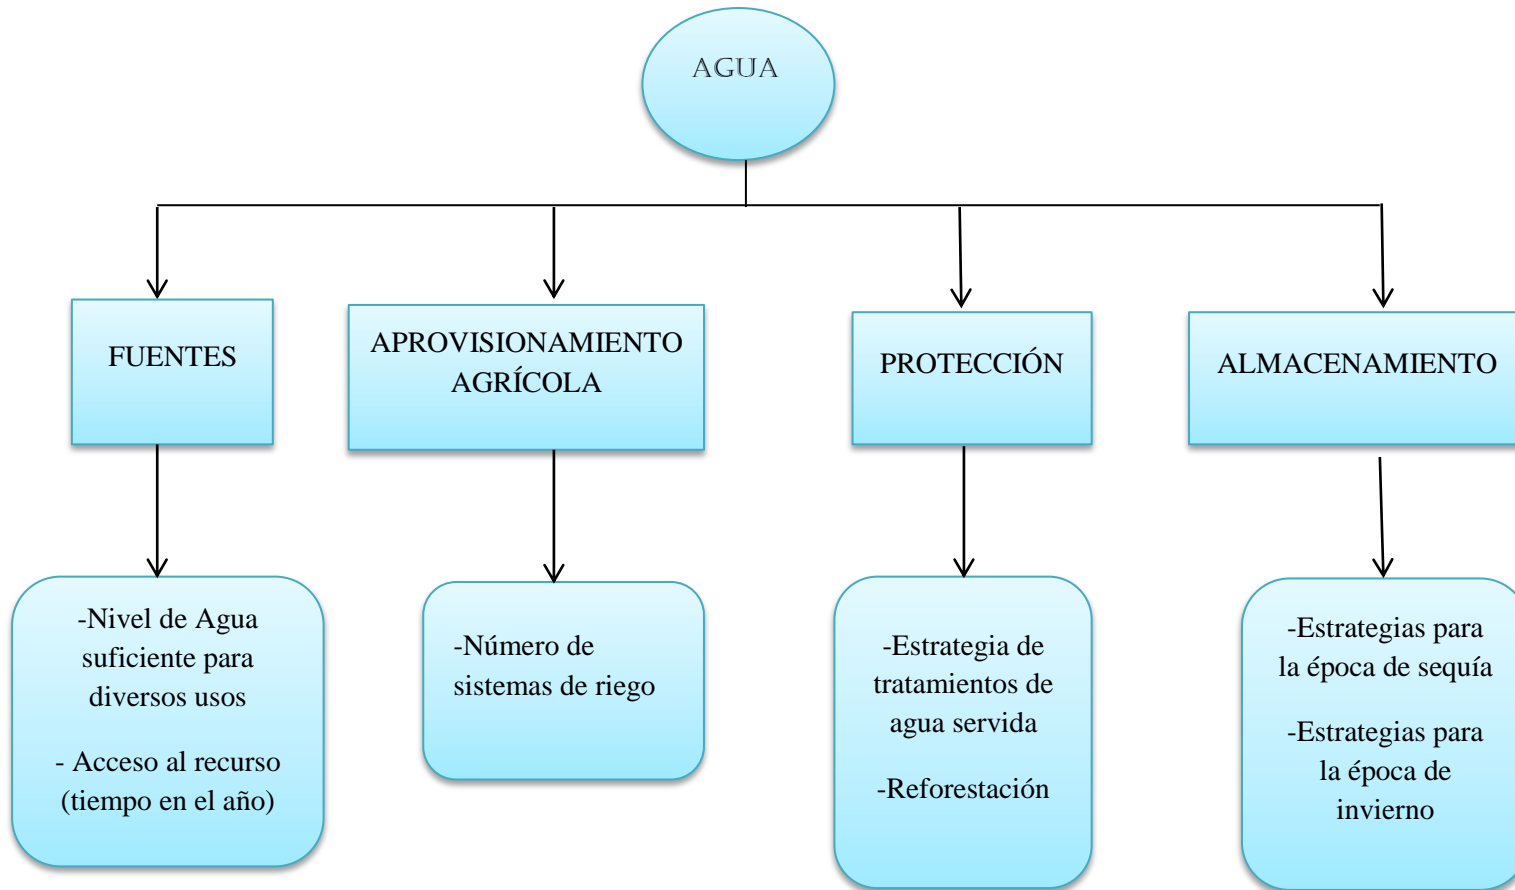 AGUA
FUENTES
APROVISIONAMIENTO
AGRÍCOLA
PROTECCIÓN
ALMACENAMIENTO
-Nivel de Agua
suficiente para
diversos usos
- Acceso al recurso
(tiempo en el año)
-Número de
sistemas de riego
-Estrategia de
tratamientos de
agua servida
-Reforestación
-Estrategias para
la época de sequía
-Estrategias para
la época de
invierno